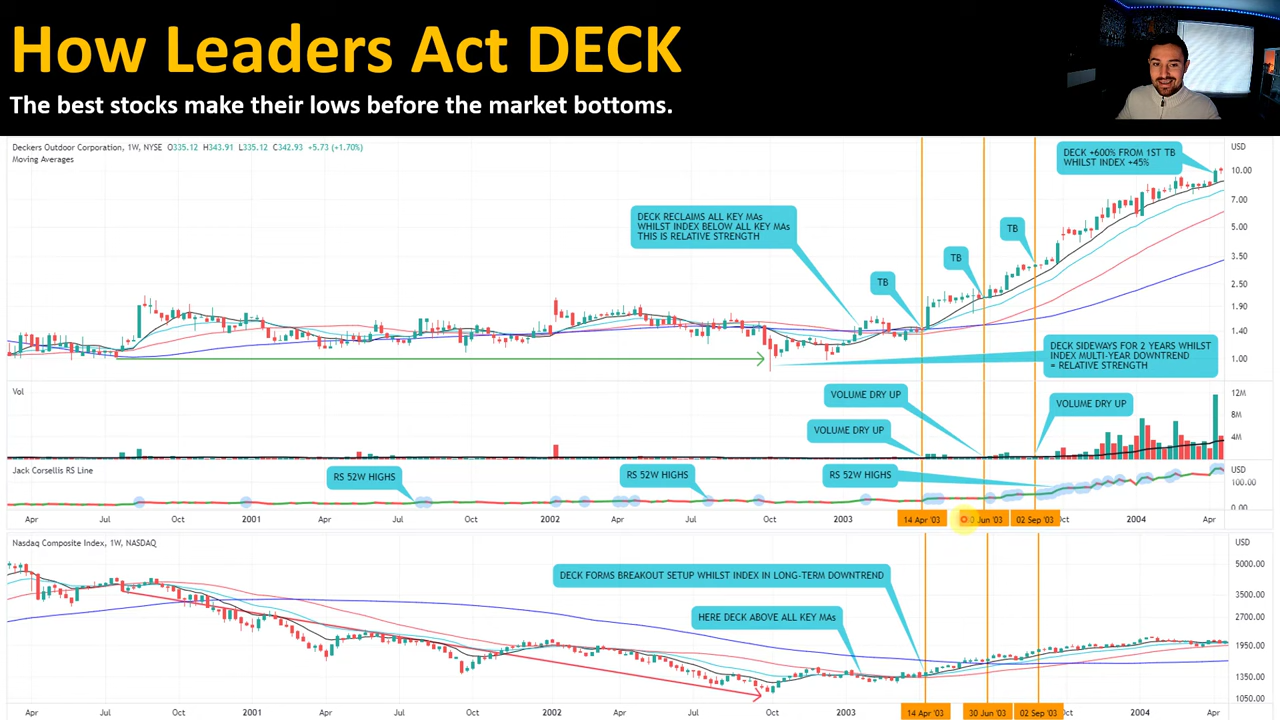 How Leaders Act DECK
The best stocks make their lows before the market bottoms.
Deckers Outdoor Corporation, 1W, NYSE O335.12 H343.91 L335.12 C342.93 +5.73 (+1.70%)
Moving Averages
USD
DECK +600% FROM 1ST TB
WHILST INDEX +45%
10.00
7.00
5.00
3.50
2.50
1.90
1.40
1.00
DECK RECLAIMS ALL KEY MAs
WHILST INDEX BELOW ALL KEY MAs
THIS IS RELATIVE STRENGTH
TB
TB
TB
DECK SIDEWAYS FOR 2 YEARS WHILST
INDEX MULTI-YEAR DOWNTREND
= RELATIVE STRENGTH
Vol
VOLUME DRY UP
VOLUME DRY UP
VOLUME DRY UP
12M
8M
4M
Jack Corsellis RS Line
RS 52W HIGHS
RS 52W HIGHS
RS 52W HIGHS
USD
100.00
0.00
Apr Jul Oct 2001 Apr Jul Oct 2002 Apr Jul Oct 2003 14 Apr '03 Jun '03 02 Sep '03 Oct 2004 Apr
Nasdaq Composite Index, 1W, NASDAQ
USD
DECK FORMS BREAKOUT SETUP WHILST INDEX IN LONG-TERM DOWNTREND
HERE DECK ABOVE ALL KEY MAs
5000.00
3500.00
2700.00
1950.00
1350.00
1050.00
Apr Jul Oct 2001 Apr Jul Oct 2002 Apr Jul Oct 2003 14 Apr '03 30 Jun '03 02 Sep '03 Oct 2004 Apr